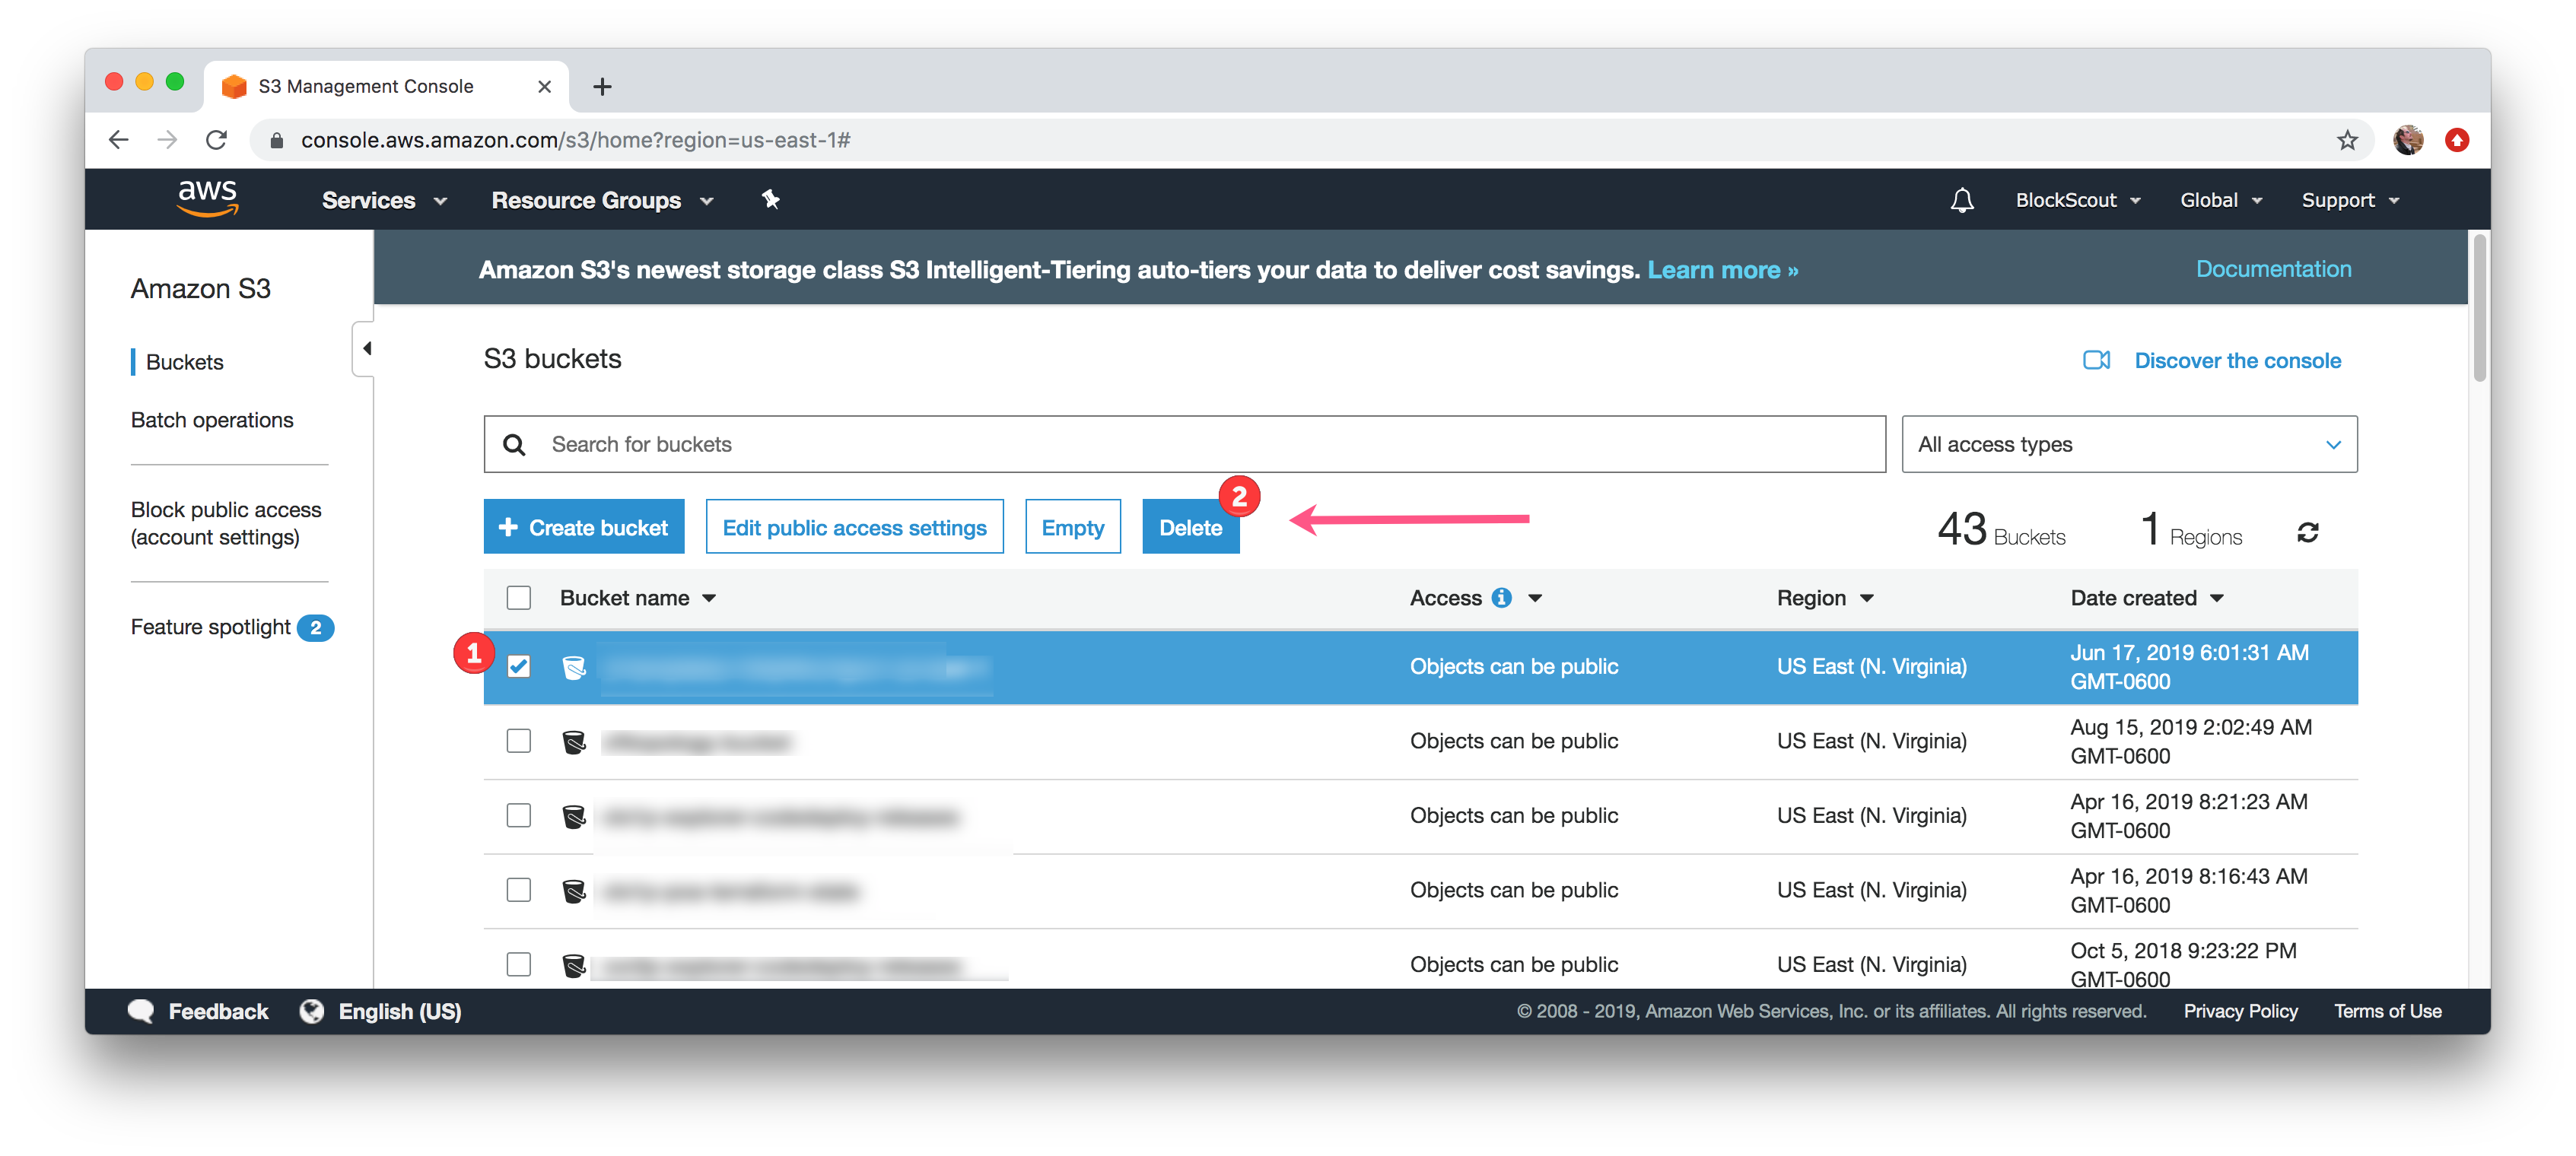 S3 Management Console
console.aws.amazon.com/s3/home?region=us-east-1#
aws Services Resource Groups BlockScout Global Support
Amazon S3's newest storage class S3 Intelligent-Tiering auto-tiers your data to deliver cost savings. Learn more » Documentation
Amazon S3
Buckets
Batch operations
Block public access
(account settings)
Feature spotlight 2
S3 buckets Discover the console
Search for buckets All access types
+ Create bucket Edit public access settings Empty Delete 2 43 Buckets 1 Regions
Bucket name Access i Region Date created
1 Objects can be public US East (N. Virginia) Jun 17, 2019 6:01:31 AM
GMT-0600
Objects can be public US East (N. Virginia) Aug 15, 2019 2:02:49 AM
GMT-0600
Objects can be public US East (N. Virginia) Apr 16, 2019 8:21:23 AM
GMT-0600
Objects can be public US East (N. Virginia) Apr 16, 2019 8:16:43 AM
GMT-0600
Objects can be public US East (N. Virginia) Oct 5, 2018 9:23:22 PM
GMT-0600
Feedback English (US) © 2008 - 2019, Amazon Web Services, Inc. or its affiliates. All rights reserved. Privacy Policy Terms of Use